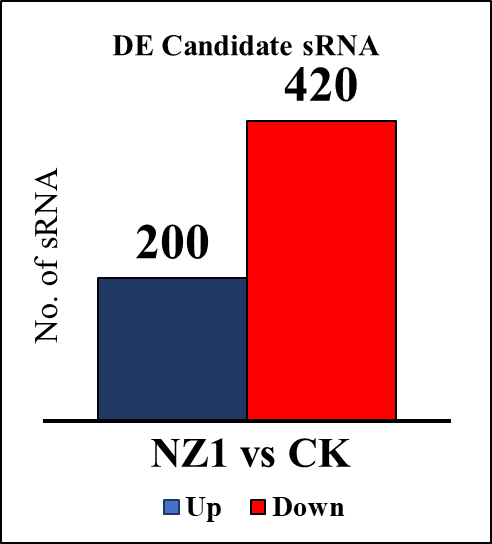 DE Candidate sRNA
420
200
No. of sRNA
NZ1 vs CK
Up Down